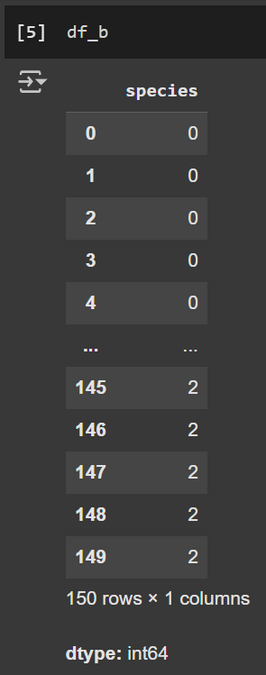 [5] df_b
species
0 0
1 0
2 0
3 0
4 0
... ...
145 2
146 2
147 2
148 2
149 2
150 rows × 1 columns
dtype: int64